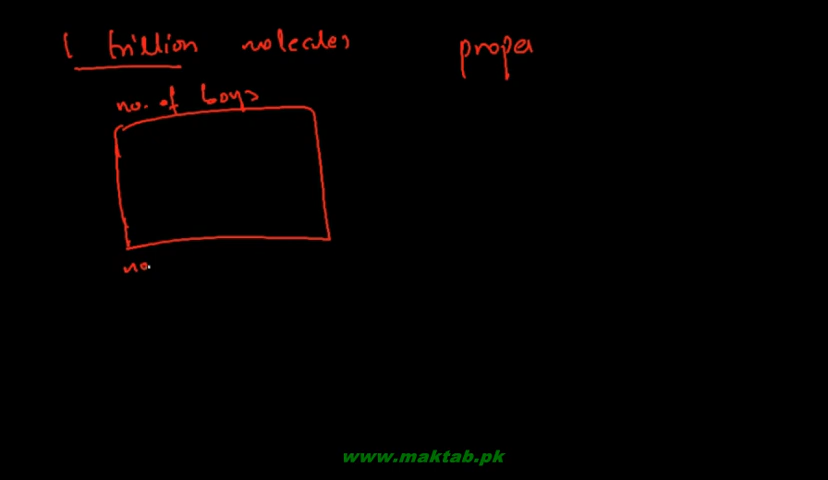 1 trillion molecules
proper
no. of boys
no.
www.maktab.pk